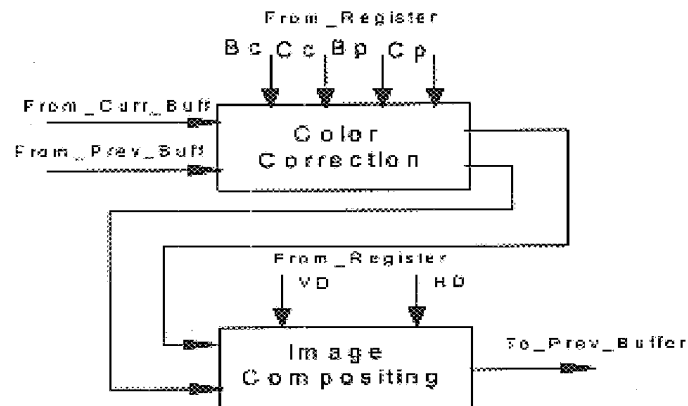 From_Register
Bc Cc Bp Cp
From_Curr_Buff
From_Prev_Buff
Color
Correction
From_Register
VD HD
Image
Compositing
To_Prev_Buffer